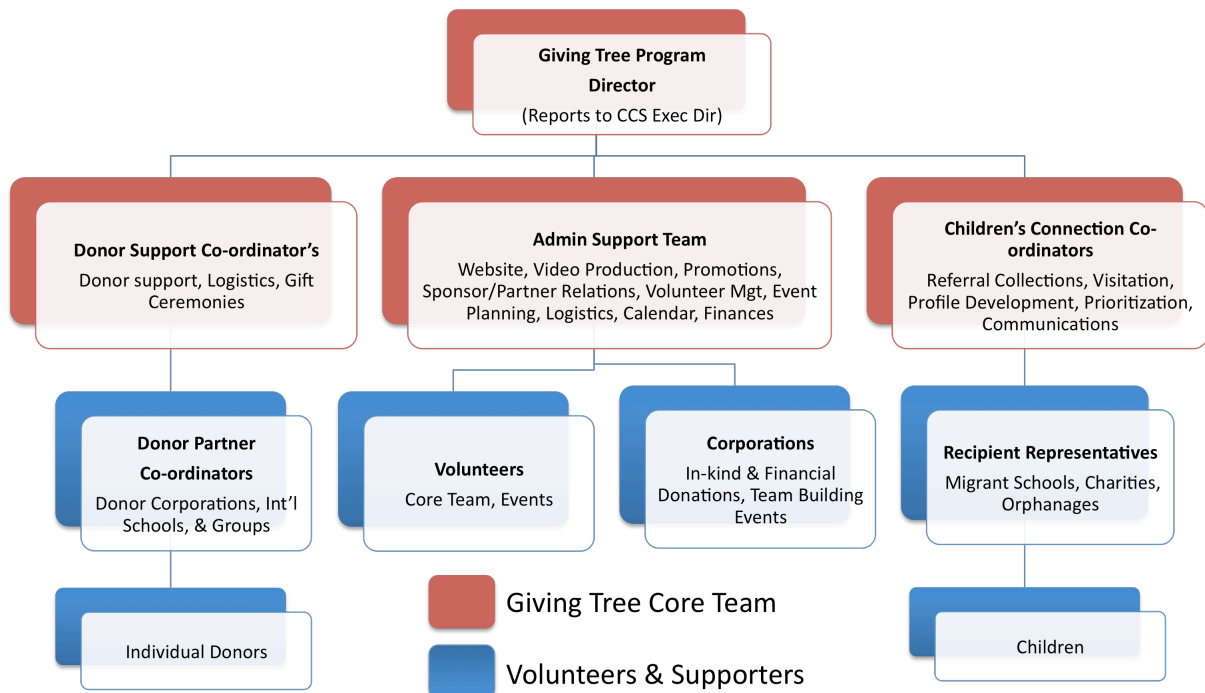 Giving Tree Program
Director
(Reports to CCS Exec Dir)
Donor Support Co-ordinator's
Donor support, Logistics, Gift
Ceremonies
Admin Support Team
Website, Video Production, Promotions,
Sponsor/Partner Relations, Volunteer Mgt, Event
Planning, Logistics, Calendar, Finances
Children's Connection Co-
ordinators
Referral Collections, Visitation,
Profile Development, Prioritization,
Communications
Donor Partner
Co-ordinators
Donor Corporations, Int'l
Schools, & Groups
Volunteers
Core Team, Events
Corporations
In-kind & Financial
Donations, Team Building
Events
Recipient Representatives
Migrant Schools, Charities,
Orphanages
Individual Donors
Children
Giving Tree Core Team
Volunteers & Supporters